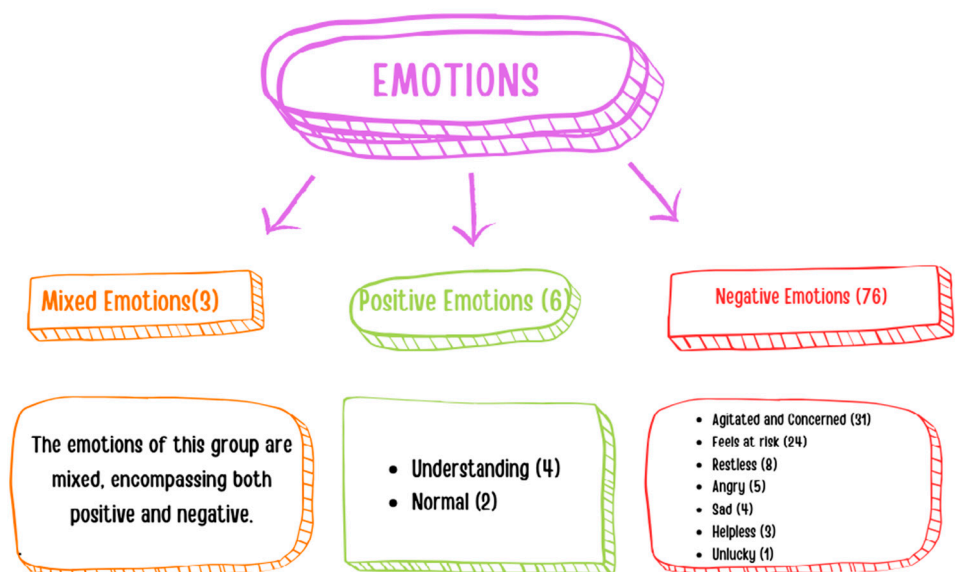 EMOTIONS
Mixed Emotions(3)
Positive Emotions (6)
Negative Emotions (76)
The emotions of this group are
mixed, encompassing both
positive and negative.
• Understanding (4)
• Normal (2)
• Agitated and Concerned (31)
• Feels at risk (24)
• Restless (8)
• Angry (5)
• Sad (4)
• Helpless (3)
• Unlucky (1)